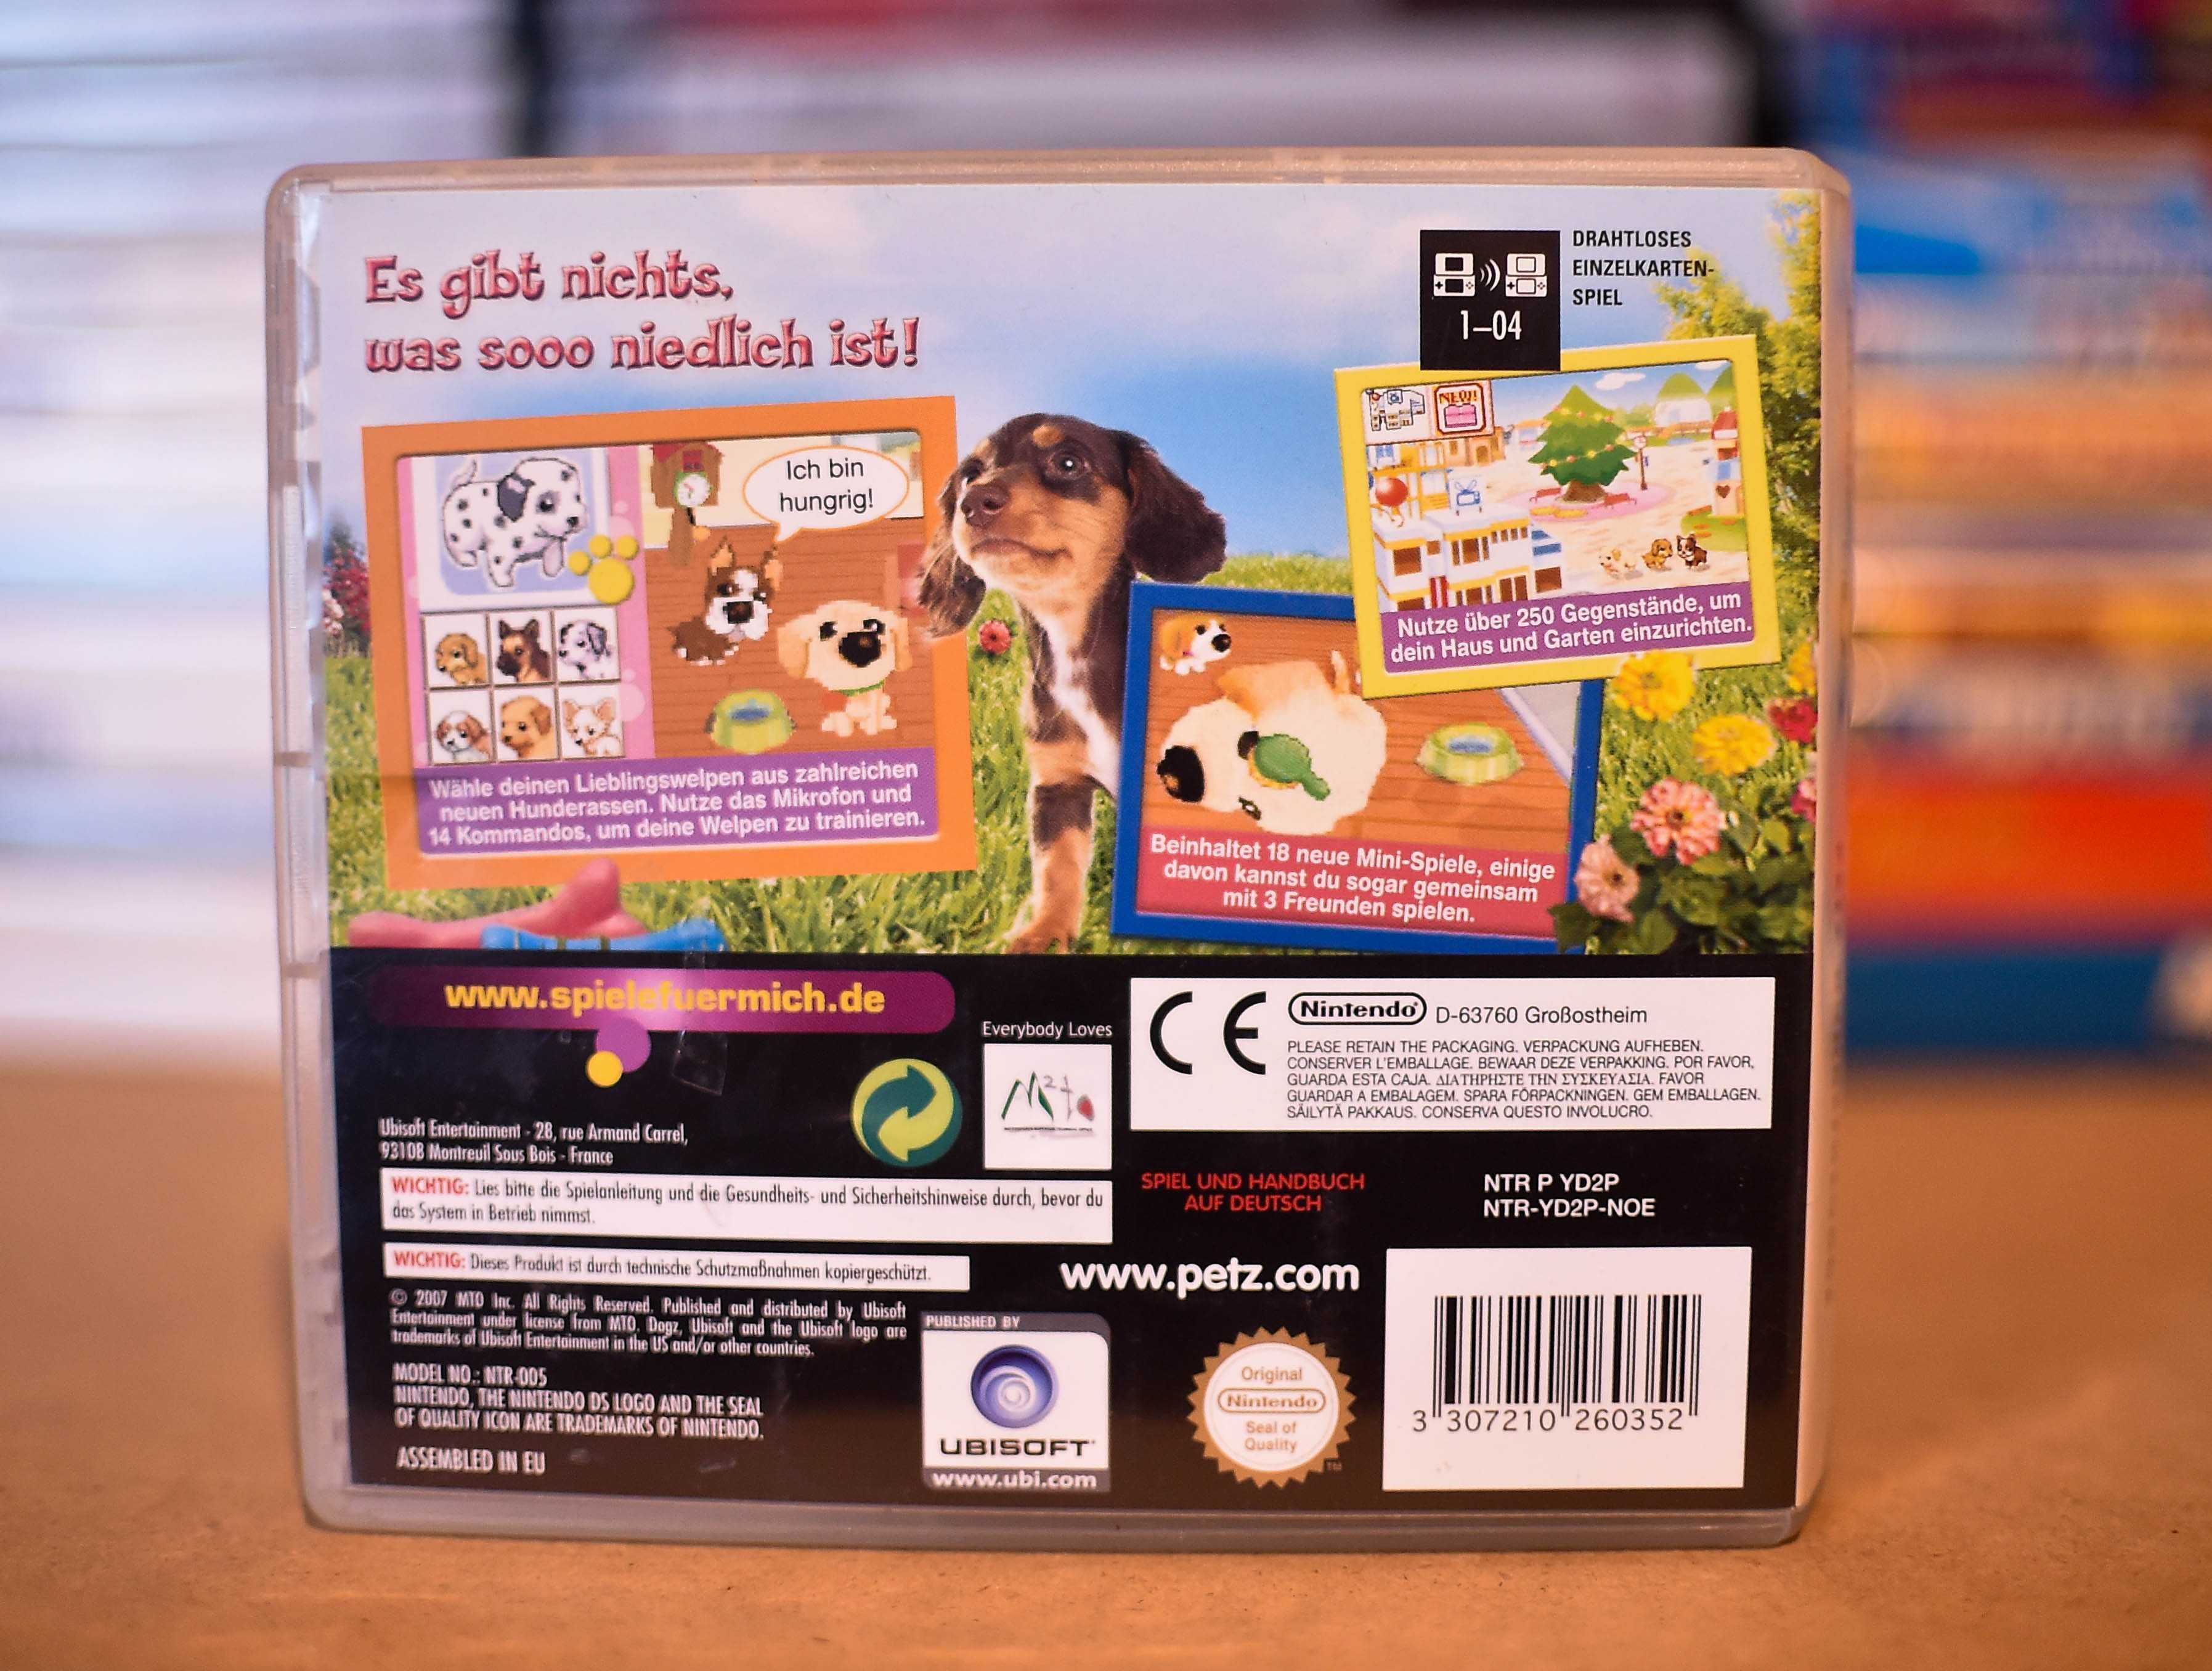 Es gibt nichts,
was sooo niedlich ist!
DRAHTLOSES
EINZELKARTEN-
SPIEL
1–04
Ich bin
hungrig!
NEW!
Wähle deinen Lieblingswelpen aus zahlreichen
neuen Hunderassen. Nutze das Mikrofon und
14 Kommandos, um deine Welpen zu trainieren.
Nutze über 250 Gegenstände, um
dein Haus und Garten einzurichten.
Beinhaltet 18 neue Mini-Spiele, einige
davon kannst du sogar gemeinsam
mit 3 Freunden spielen.
www.spielefuermich.de
Everybody Loves
Ubisoft Entertainment - 28, rue Armand Carrel,
93108 Montreuil Sous Bois - France
CE
Nintendo® D-63760 Großostheim
PLEASE RETAIN THE PACKAGING. VERPACKUNG AUFHEBEN.
CONSERVER L'EMBALLAGE. BEWAAR DEZE VERPAKKING. POR FAVOR,
GUARDA ESTA CAJA. ΔΙΑΤΗΡΗΣΤΕ ΤΗΝ ΣΥΣΚΕΥΑΣΙΑ. FAVOR
GUARDAR A EMBALAGEM. SPARA FÖRPACKNINGEN. GEM EMBALLAGEN.
SÄILYTÄ PAKKAUS. CONSERVA QUESTO INVOLUCRO.
WICHTIG: Lies bitte die Spielanleitung und die Gesundheits- und Sicherheitshinweise durch, bevor du
das System in Betrieb nimmst.
SPIEL UND HANDBUCH
AUF DEUTSCH
NTR P YD2P
NTR-YD2P-NOE
WICHTIG: Dieses Produkt ist durch technische Schutzmaßnahmen kopiergeschützt.
www.petz.com
© 2007 MTO Inc. All Rights Reserved. Published and distributed by Ubisoft
Entertainment under license from MTO. Dogz, Ubisoft and the Ubisoft logo are
trademarks of Ubisoft Entertainment in the US and/or other countries.
MODEL NO.: NTR-005
NINTENDO, THE NINTENDO DS LOGO AND THE SEAL
OF QUALITY ICON ARE TRADEMARKS OF NINTENDO.
ASSEMBLED IN EU
PUBLISHED BY
UBISOFT
www.ubi.com
Original
Nintendo
Seal of
Quality
TM
3 307210 260352